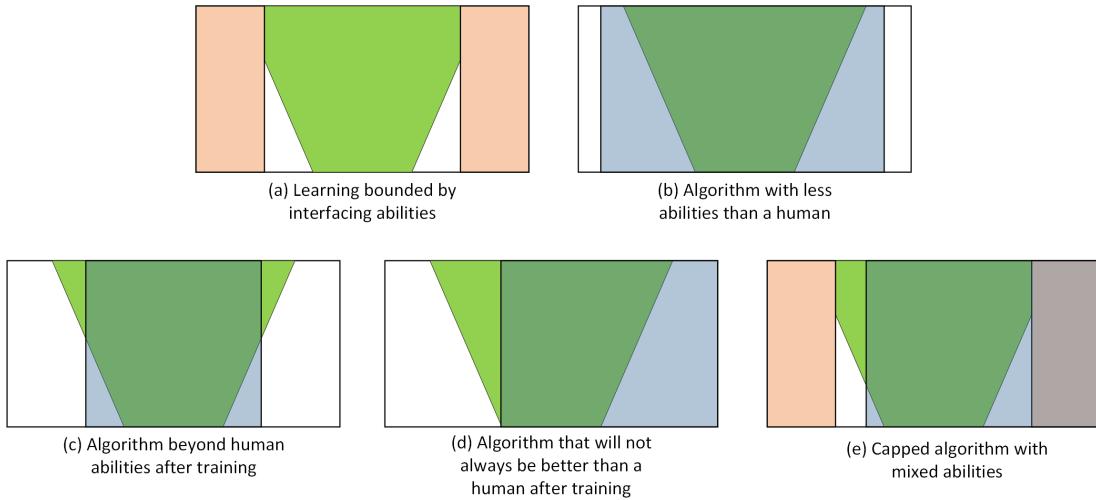 (a) Learning bounded by
interfacing abilities
(b) Algorithm with less
abilities than a human
(c) Algorithm beyond human
abilities after training
(d) Algorithm that will not
always be better than a
human after training
(e) Capped algorithm with
mixed abilities